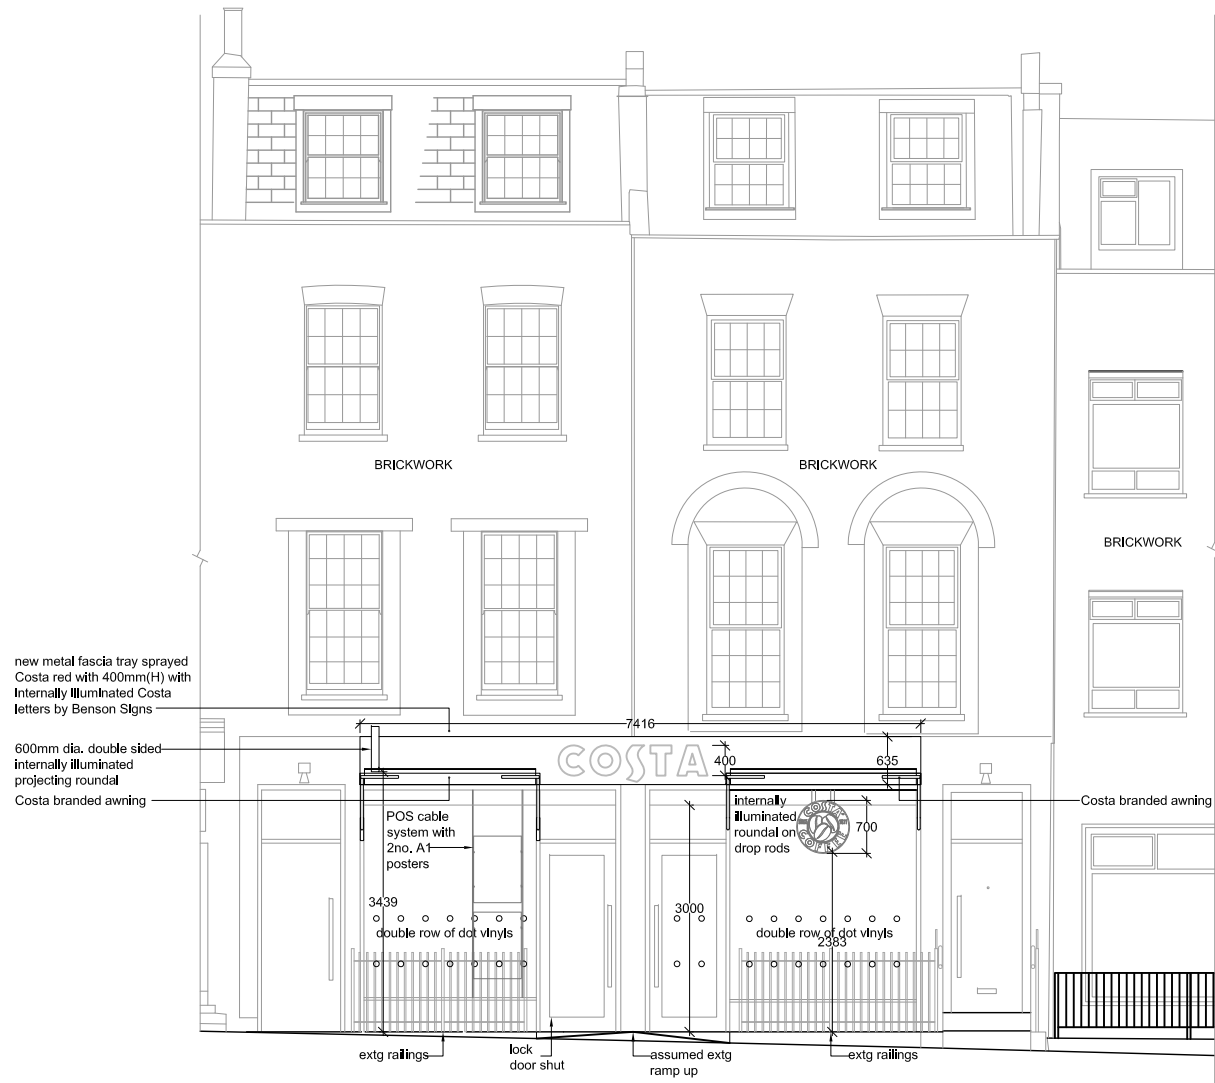 BRICKWORK
BRICKWORK
BRICKWORK
new metal fascia tray sprayed
Costa red with 400mm(H) with
internally illuminated Costa
letters by Benson Signs
7416
600mm dia. double sided
internally illuminated
projecting roundal
COSTA
400
635
Costa branded awning
Costa branded awning
POS cable
system with
2no. A1
posters
internally
illuminated
roundal on
drop rods
COSTA
COFFEE
700
3439
3000
double row of dot vinyls
double row of dot vinyls
2383
extg railings
lock
door shut
assumed extg
ramp up
extg railings